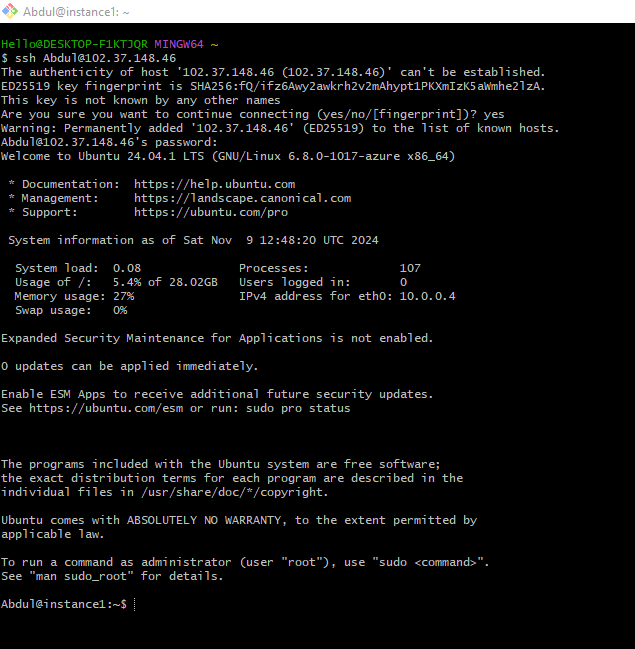 Abdul@instance1: ~
Hello@DESKTOP-F1KTJQR MINGW64 ~
$ ssh Abdul@102.37.148.46
The authenticity of host '102.37.148.46 (102.37.148.46)' can't be established.
ED25519 key fingerprint is SHA256:fQ/ifz6Awy2awkrh2v2mAhypt1PKXmIzK5aWmhe2lzA.
This key is not known by any other names
Are you sure you want to continue connecting (yes/no/[fingerprint])? yes
Warning: Permanently added '102.37.148.46' (ED25519) to the list of known hosts.
Abdul@102.37.148.46's password:
Welcome to Ubuntu 24.04.1 LTS (GNU/Linux 6.8.0-1017-azure x86_64)
* Documentation:  https://help.ubuntu.com
* Management:     https://landscape.canonical.com
* Support:        https://ubuntu.com/pro
System information as of Sat Nov  9 12:48:20 UTC 2024
System load:  0.08              Processes:             107
Usage of /:   5.4% of 28.02GB   Users logged in:       0
Memory usage: 27%               IPv4 address for eth0: 10.0.0.4
Swap usage:   0%
Expanded Security Maintenance for Applications is not enabled.
0 updates can be applied immediately.
Enable ESM Apps to receive additional future security updates.
See https://ubuntu.com/esm or run: sudo pro status
The programs included with the Ubuntu system are free software;
the exact distribution terms for each program are described in the
individual files in /usr/share/doc/*/copyright.
Ubuntu comes with ABSOLUTELY NO WARRANTY, to the extent permitted by
applicable law.
To run a command as administrator (user "root"), use "sudo <command>".
See "man sudo_root" for details.
Abdul@instance1:~$